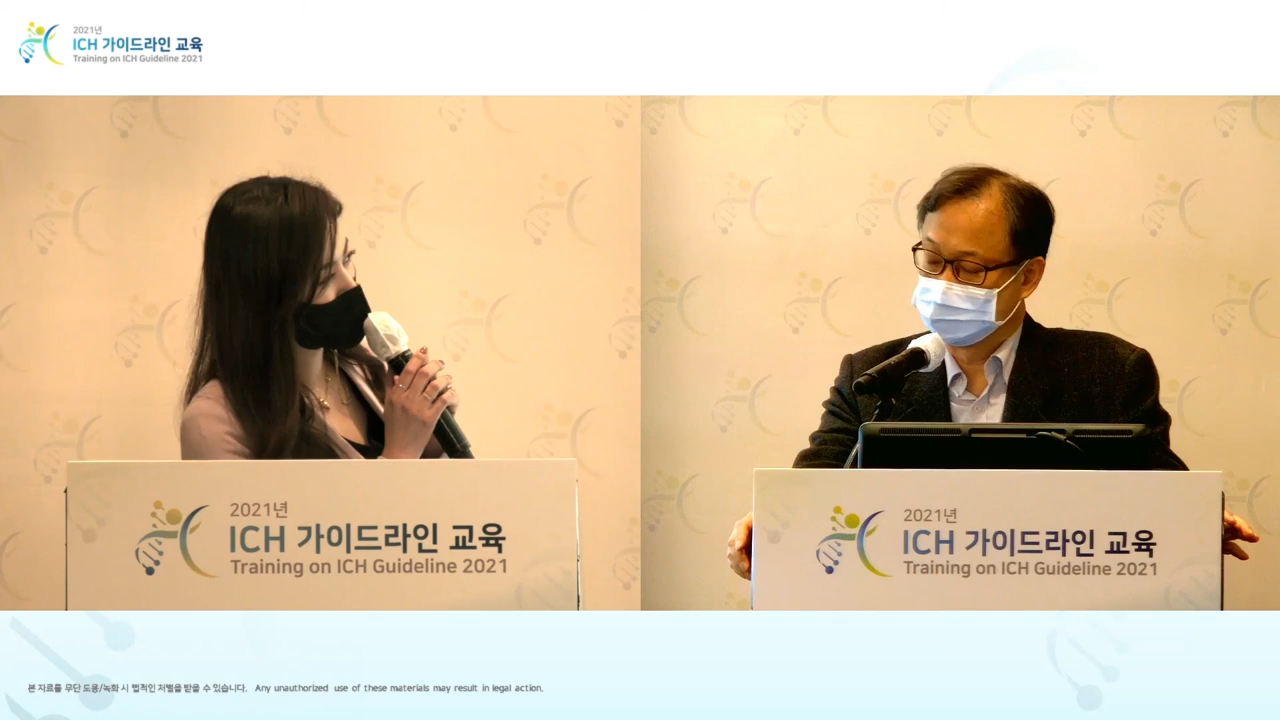 2021년
ICH 가이드라인 교육
Training on ICH Guideline 2021
2021년
ICH 가이드라인 교육
Training on ICH Guideline 2021
2021년
ICH 가이드라인 교육
Training on ICH Guideline 2021
본 자료를 무단 도용/녹화 시 법적인 처벌을 받을 수 있습니다. Any unauthorized use of these materials may result in legal action.